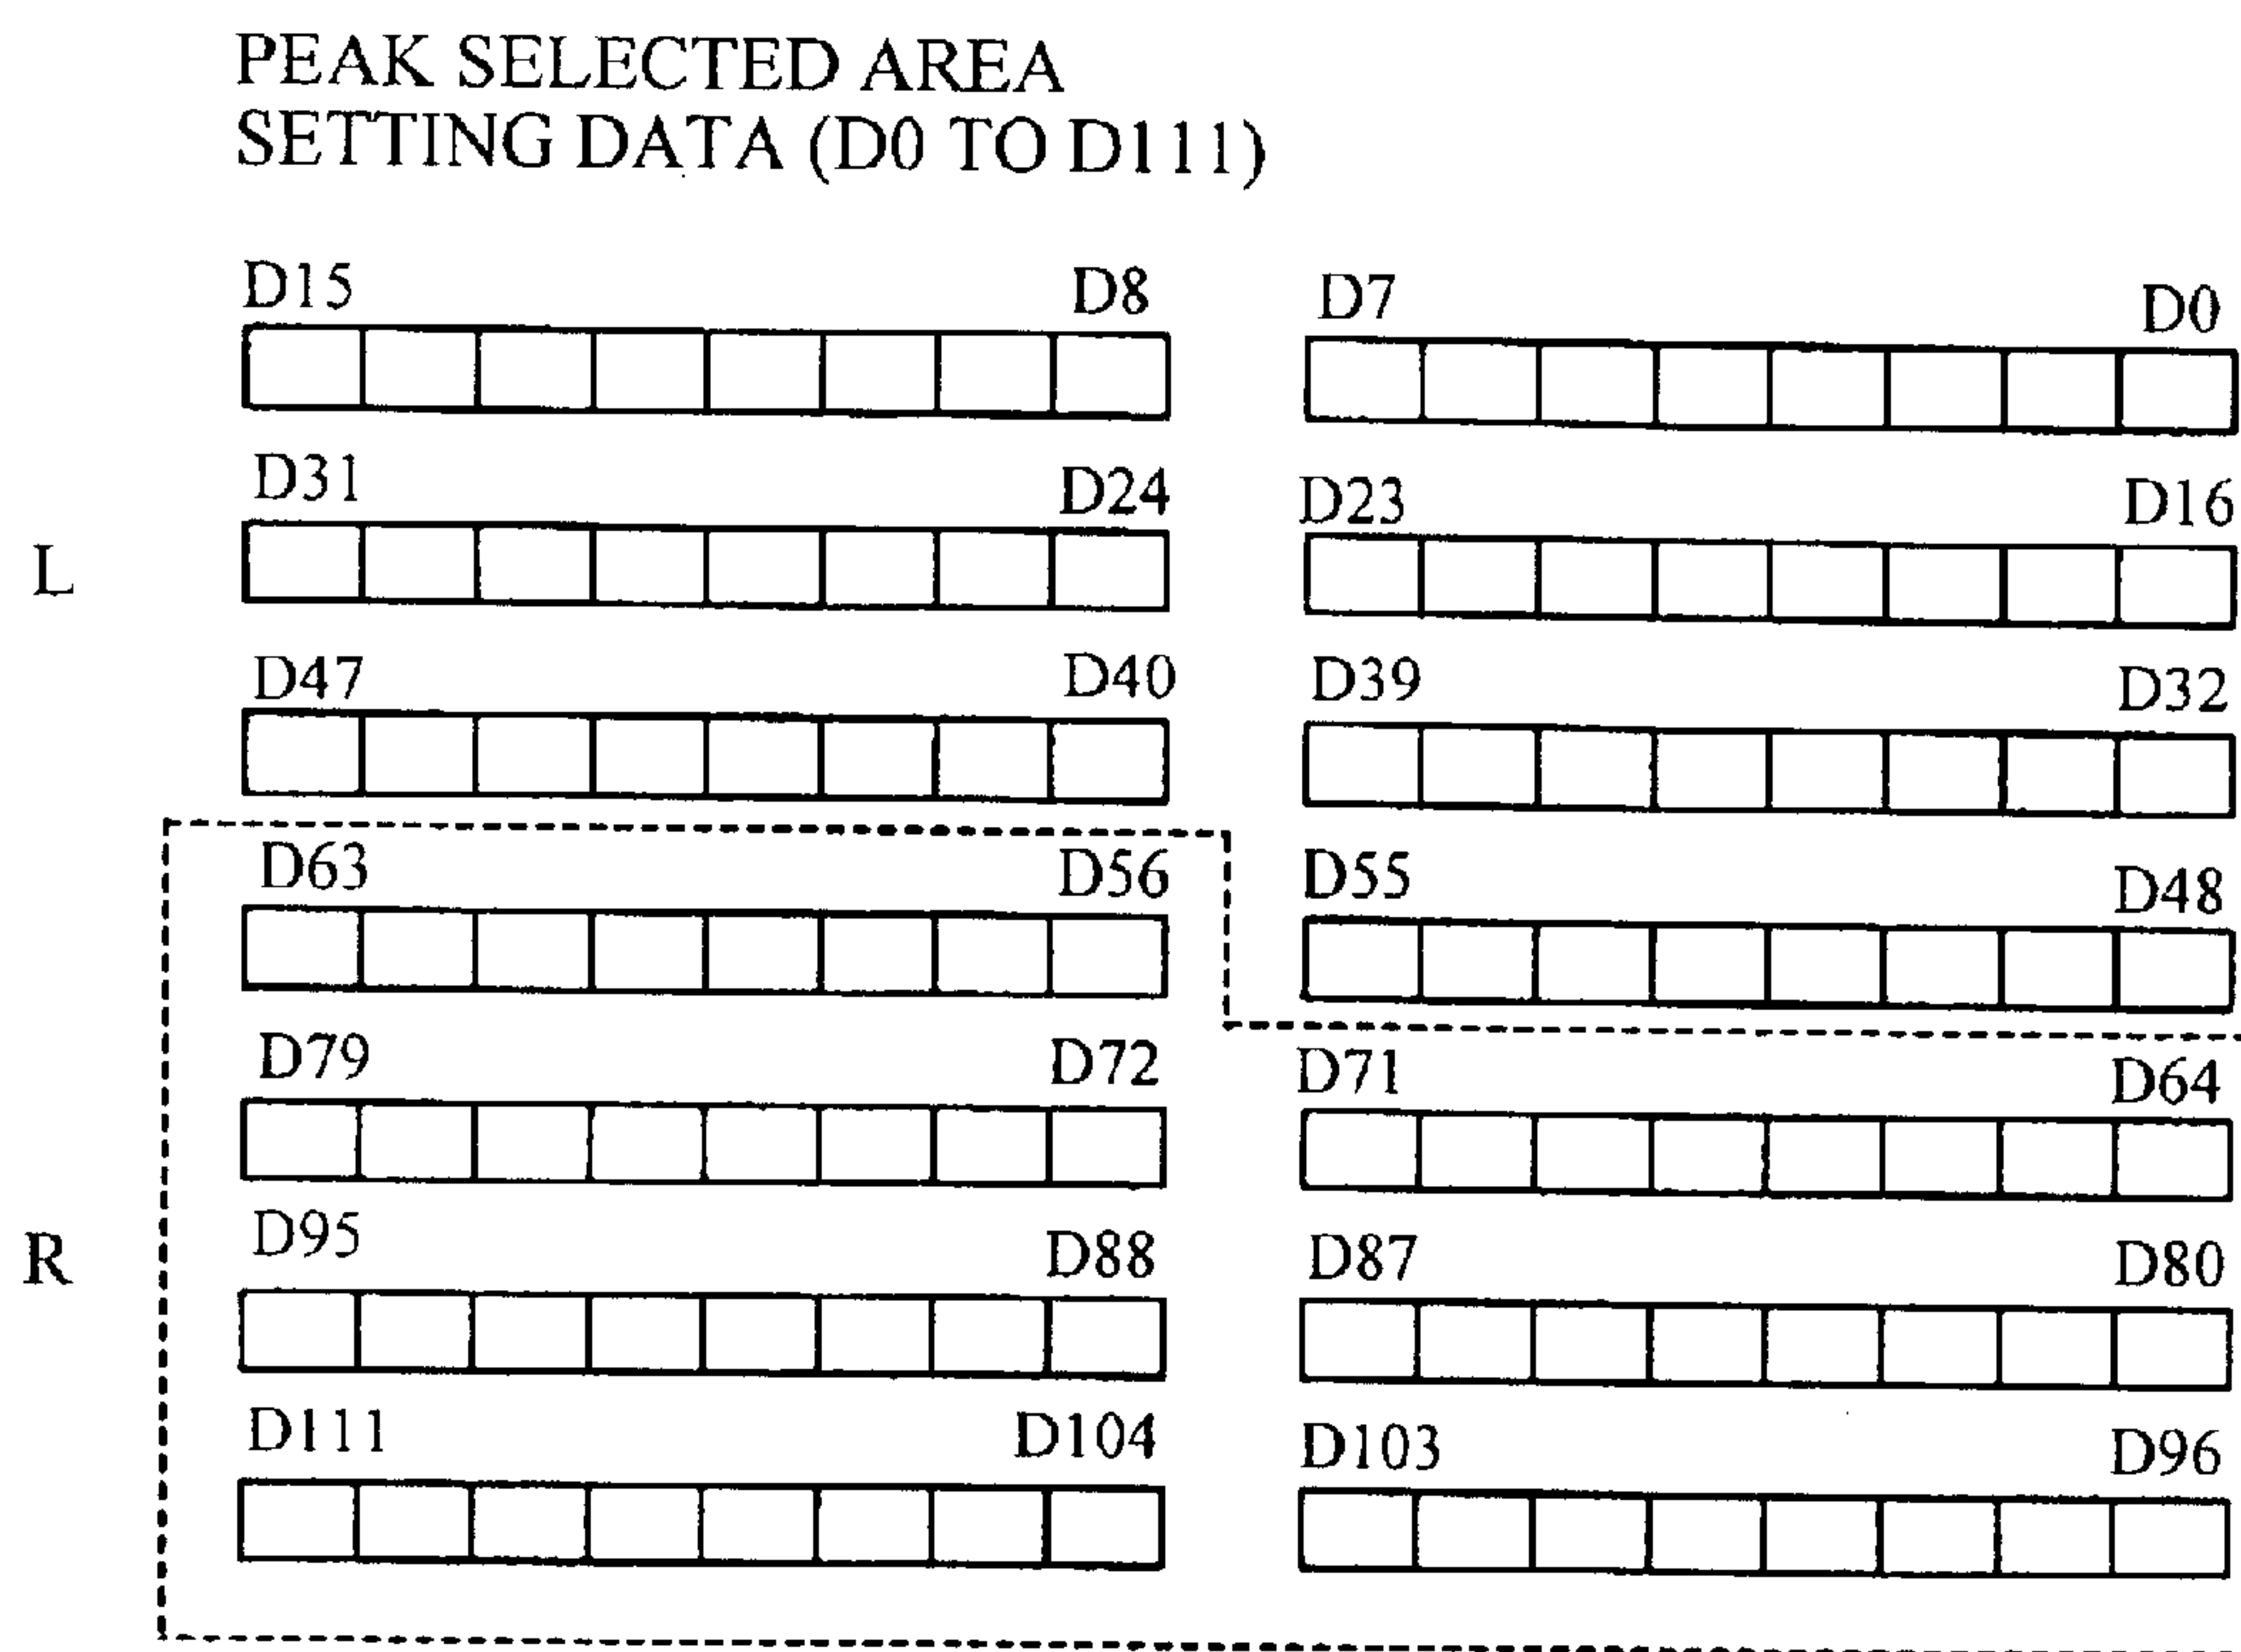 PEAK SELECTED AREA
SETTING DATA (D0 TO D111)
D15 D8 D7 D0
D31 D24 D23 D16
L
D47 D40 D39 D32
D63 D56 D55 D48
D79 D72 D71 D64
D95 D88 D87 D80
R
D111 D104 D103 D96